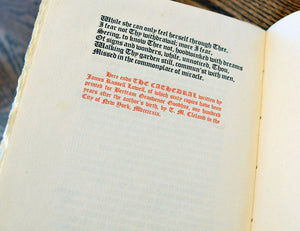 While she can only feel herself through Thee,
I fear not Thy withdrawal; more I fear,
Seeing, to know Thee not, hoodwinked with dreams
Of signs and wonders, while, unnoticed, Thou,
Walking Thy garden still, commun'st with men,
Missed in the commonplace of miracle.
Here ends THE CATHEDRAL written by
James Russell Lowell, of which sixty copies have been
printed for Bertram Grosvenor Goodhue, one hundred
years after the author's birth, by T. M. Cleland in the
City of New York, Mdccccxix.